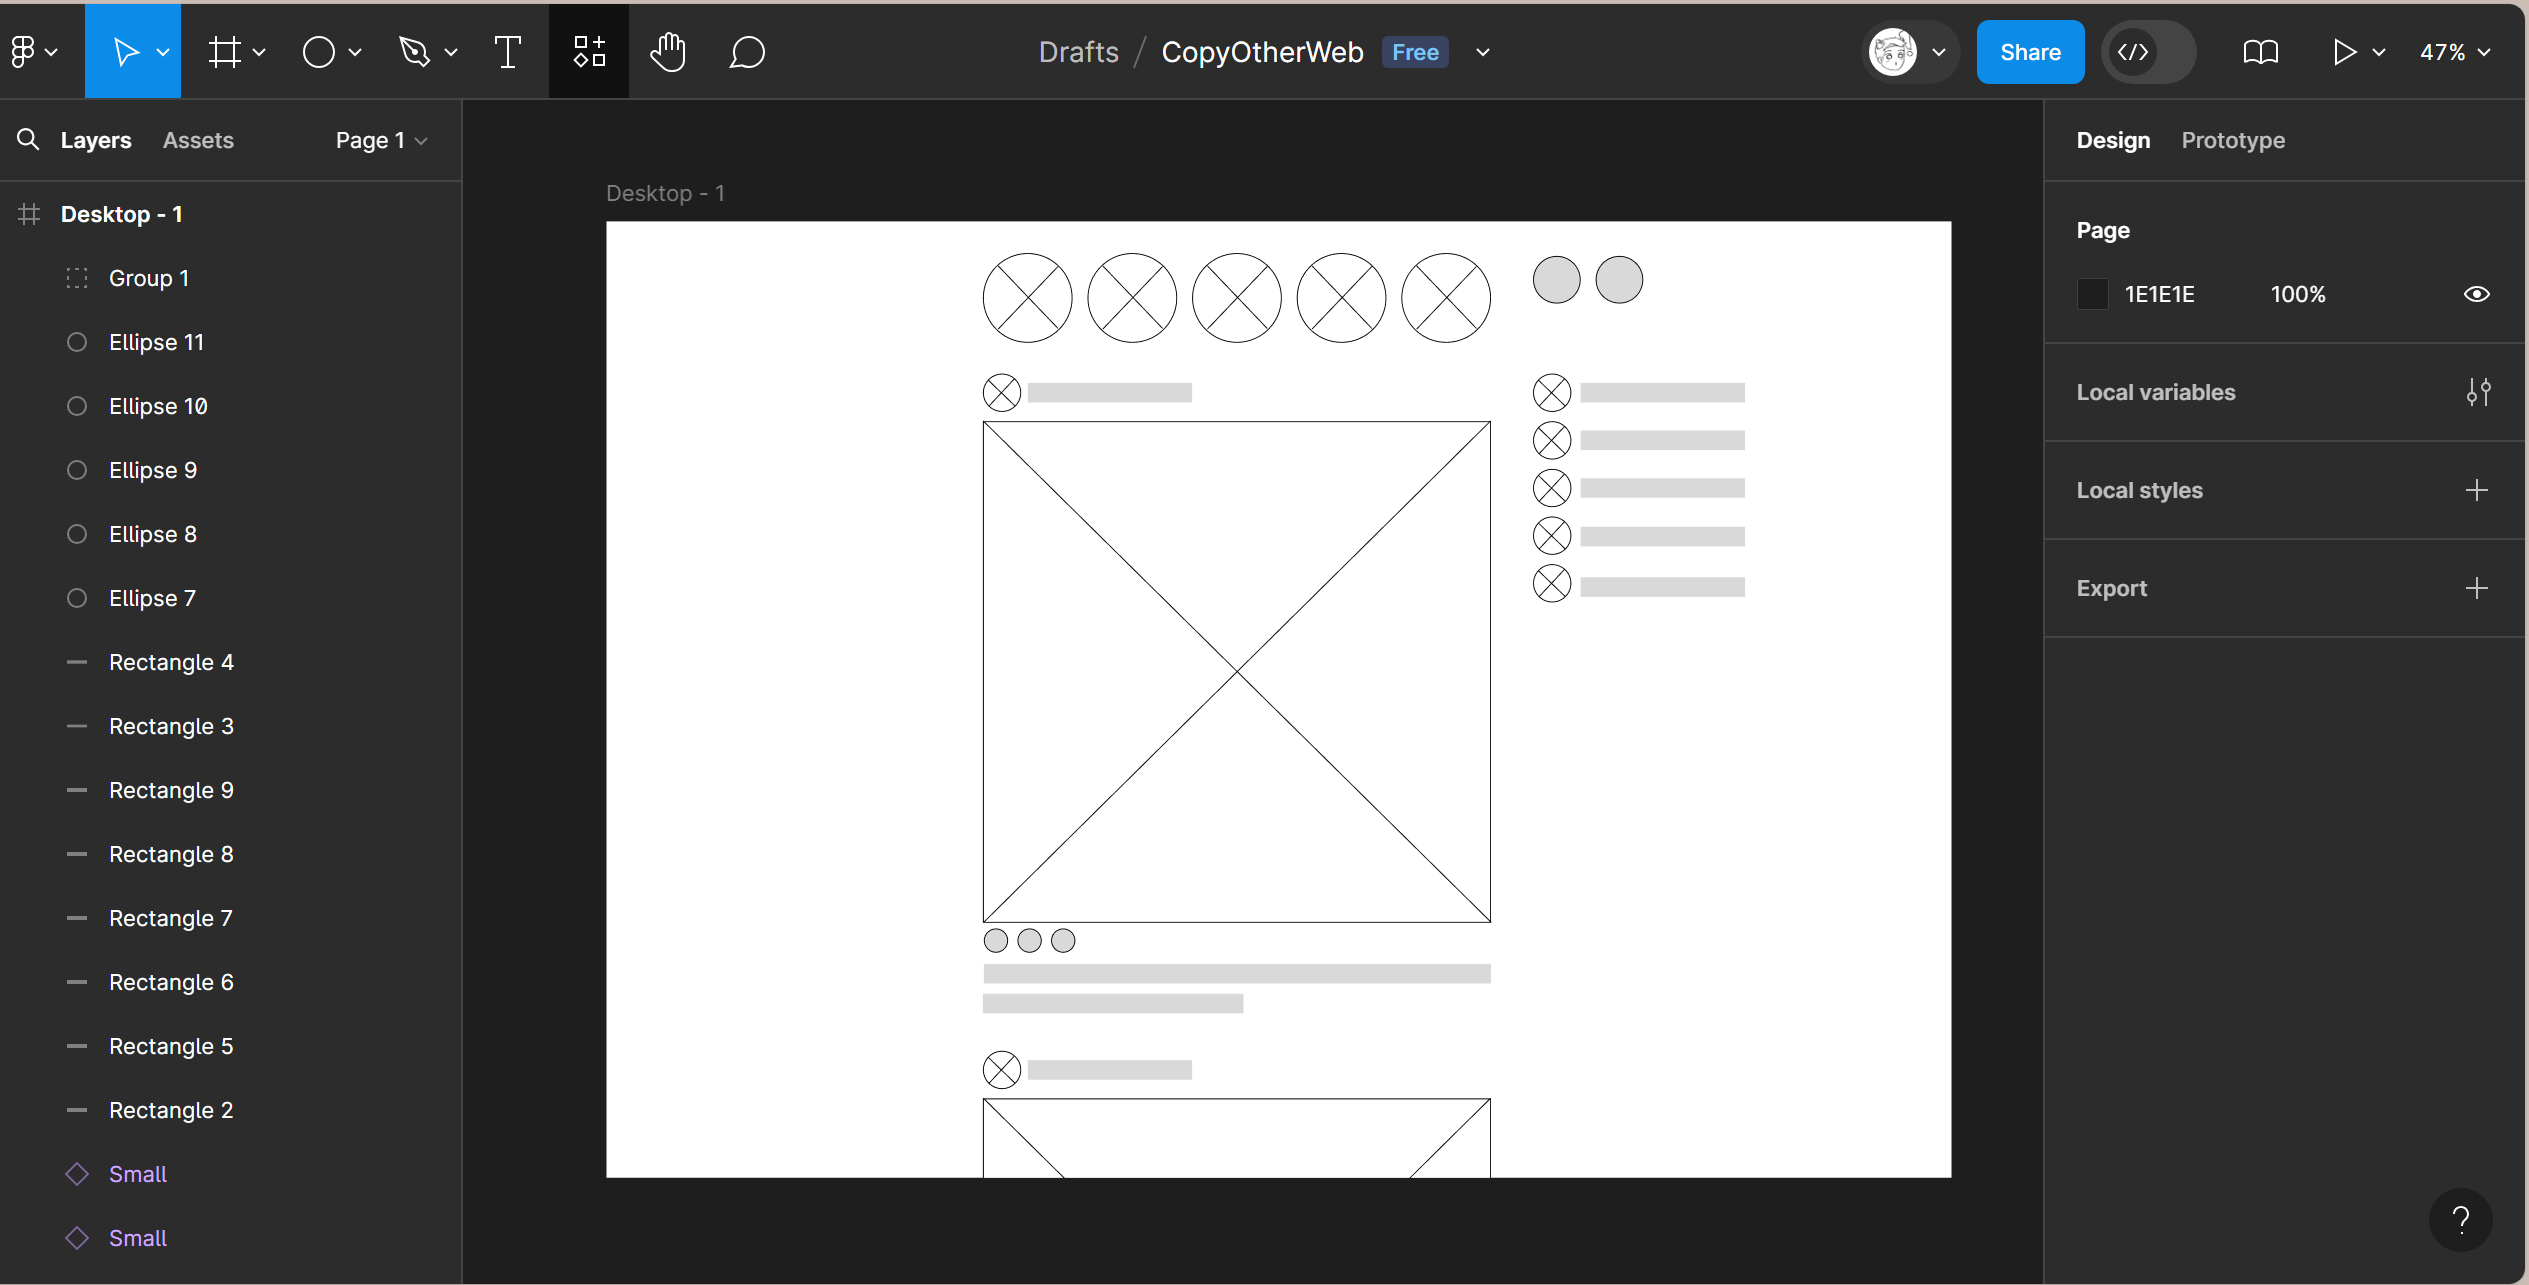 Drafts / CopyOtherWeb Free
Share
47%
Layers Assets Page 1
Design Prototype
Desktop - 1
Desktop - 1
Group 1
Ellipse 11
Ellipse 10
Ellipse 9
Ellipse 8
Ellipse 7
Rectangle 4
Rectangle 3
Rectangle 9
Rectangle 8
Rectangle 7
Rectangle 6
Rectangle 5
Rectangle 2
Small
Small
Page
1E1E1E 100%
Local variables
Local styles
Export
?